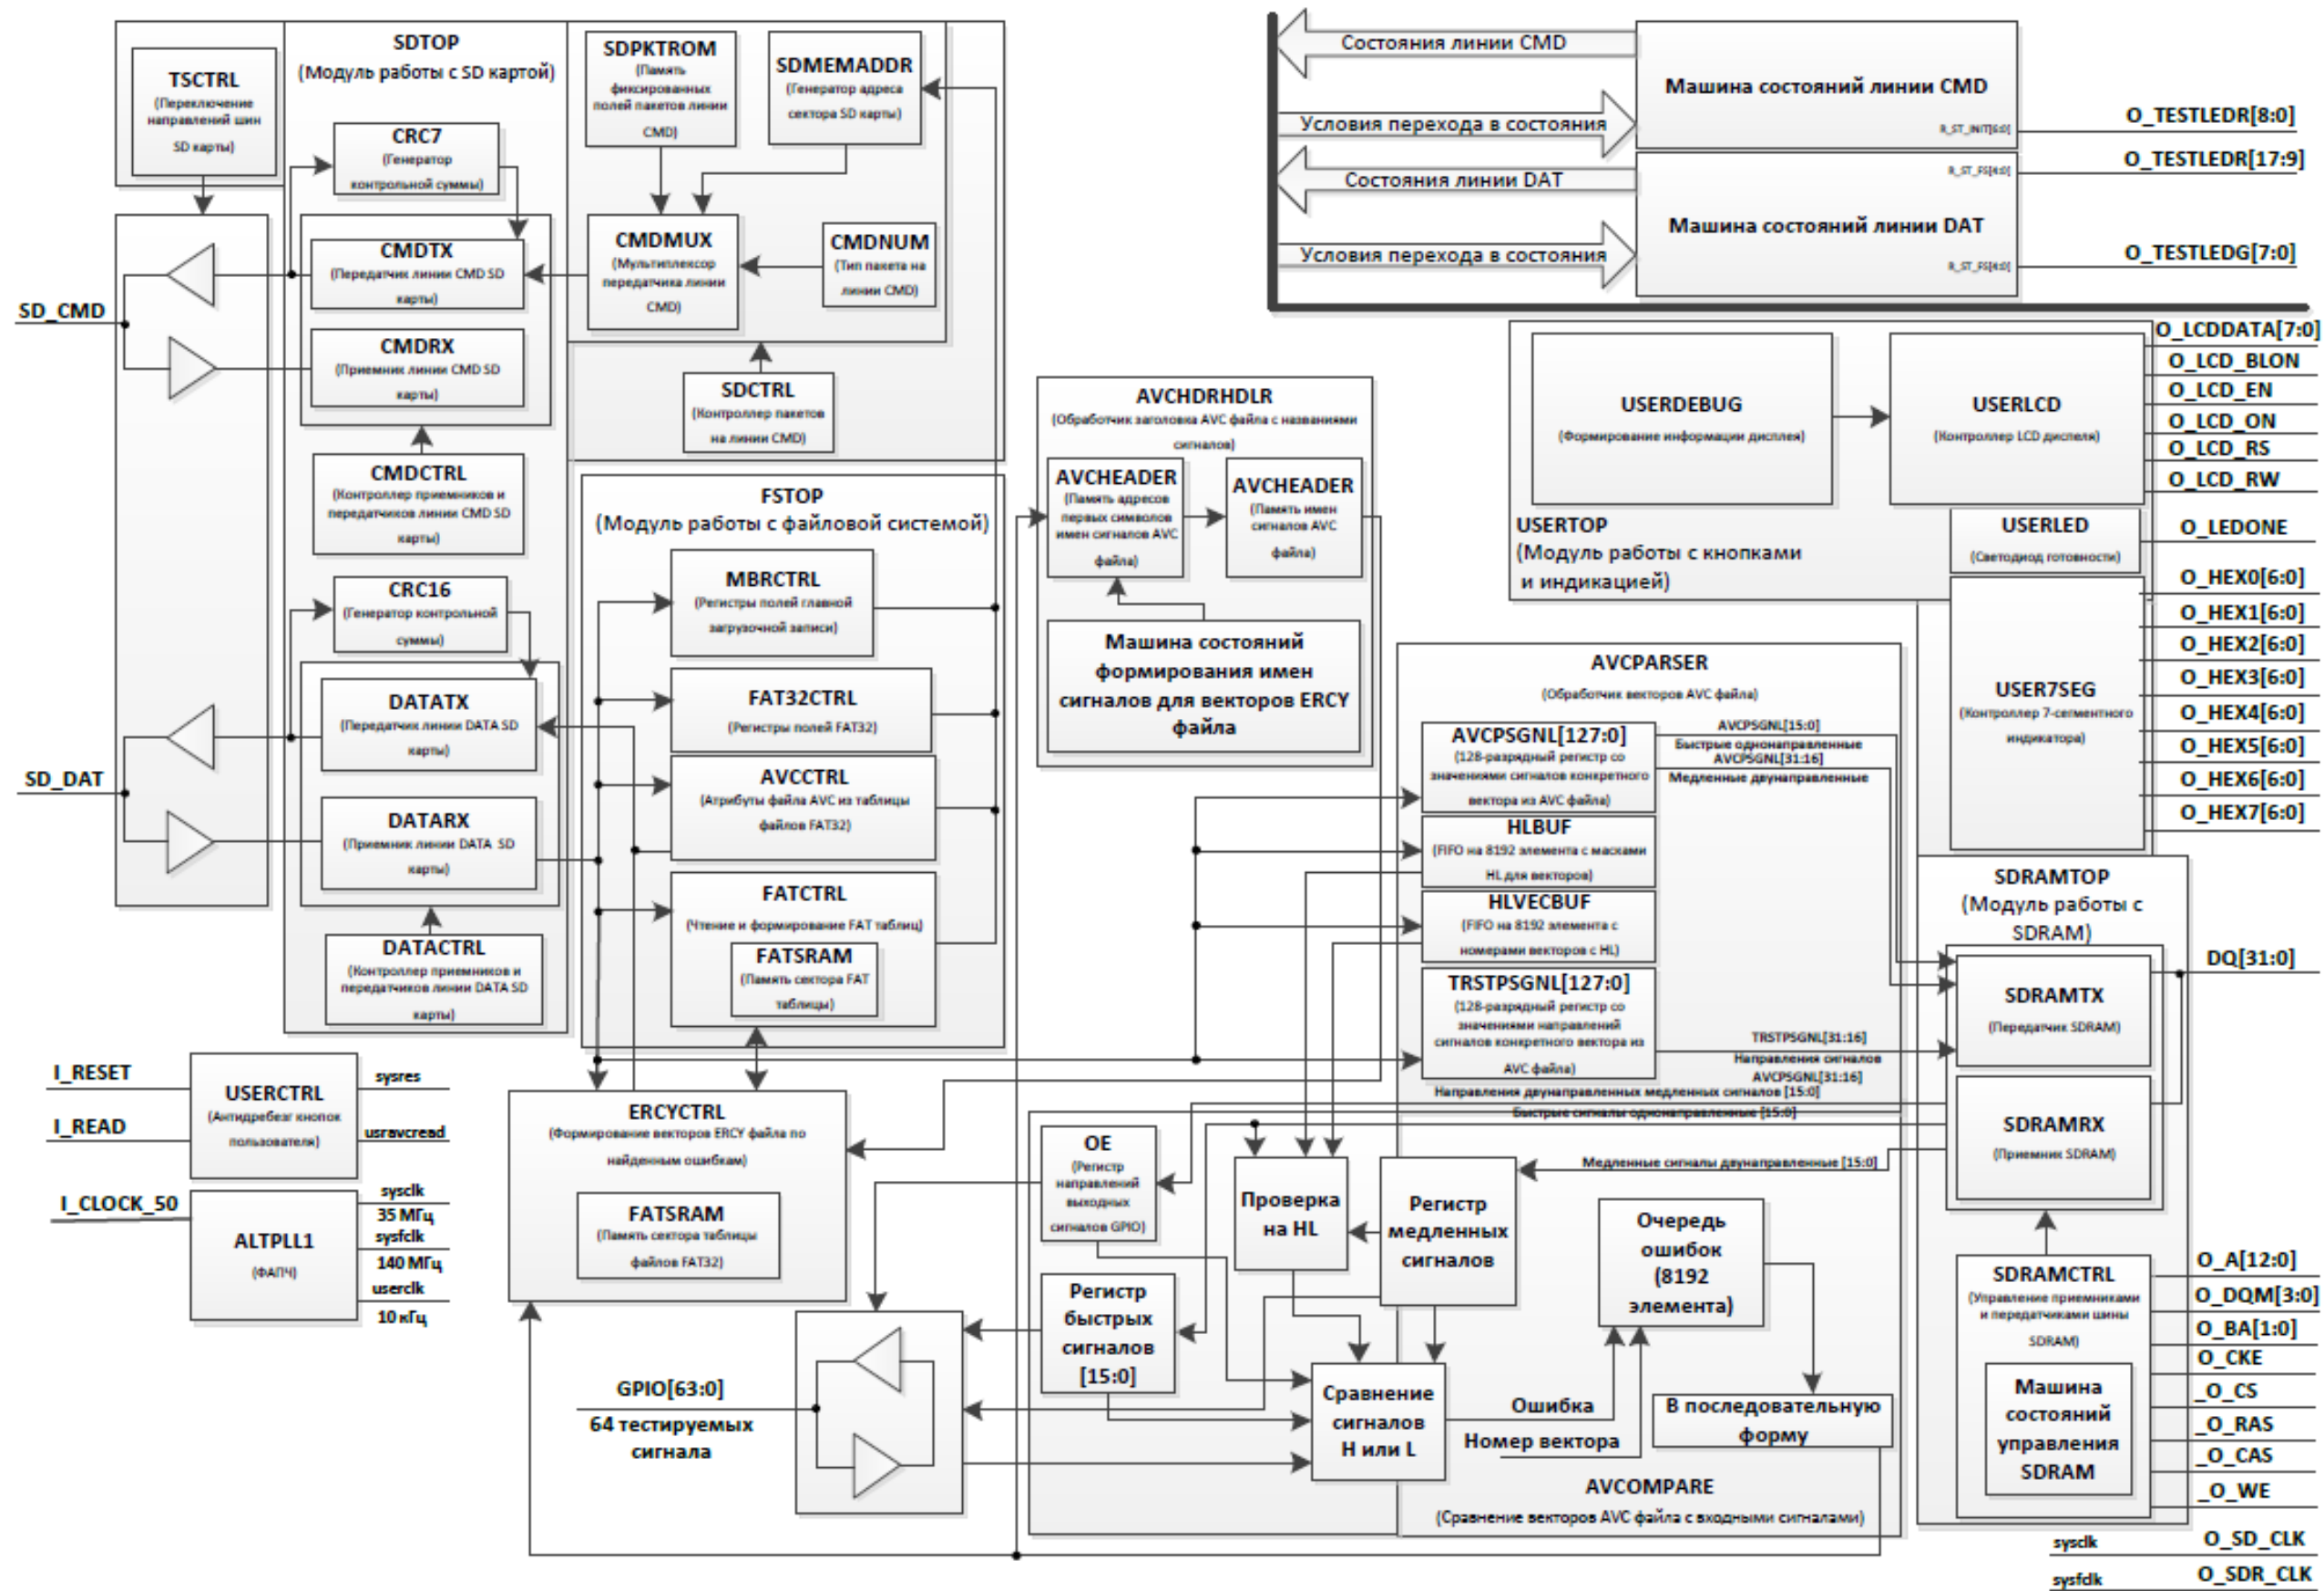 SDTOP
(Модуль работы с SD картой)
TSCTRL
(Переключение
направлений шин
SD карты)
CRC7
(Генератор
контрольной суммы)
CMDTX
(Передатчик линии CMD SD
карты)
CMDRX
(Приемник линии CMD SD
карты)
CMDCTRL
(Контроллер приемников и
передатчиков линии CMD SD
карты)
CRC16
(Генератор контрольной
суммы)
DATATX
(Передатчик линии DATA SD
карты)
DATARX
(Приемник линии DATA SD
карты)
DATACTRL
(Контроллер приемников и
передатчиков линии DATA SD
карты)
SD_CMD
SD_DAT
SDPKTROM
(Память
фиксированных
полей пакетов линии
CMD)
SDMEMADDR
(Генератор адреса
сектора SD карты)
CMDMUX
(Мультиплексор
передатчика линии
CMD)
CMDNUM
(Тип пакета на
линии CMD)
SDCTRL
(Контроллер пакетов
на линии CMD)
FSTOP
(Модуль работы с файловой системой)
MBRCTRL
(Регистры полей главной
загрузочной записи)
FAT32CTRL
(Регистры полей FAT32)
AVCCTRL
(Атрибуты файла AVC из таблицы
файлов FAT32)
FATCTRL
(Чтение и формирование FAT таблиц)
FATSRAM
(Память сектора FAT
таблицы)
I_RESET
I_READ
USERCTRL
(Антидребезг кнопок
пользователя)
sysres
usravcread
I_CLOCK_50
ALTPLL1
(ФАПЧ)
sysclk
35 МГц
sysfclk
140 МГц
userclk
10 кГц
ERCYCTRL
(Формирование векторов ERCY файла по
найденным ошибкам)
FATSRAM
(Память сектора таблицы
файлов FAT32)
GPIO[63:0]
64 тестируемых
сигнала
AVCHDRHDLR
(Обработчик заголовка AVC файла с названиями
сигналов)
AVCHEADER
(Память адресов
первых символов
имен сигналов AVC
файла)
AVCHEADER
(Память имен
сигналов AVC
файла)
Машина состояний
формирования имен
сигналов для векторов ERCY
файла
Состояния линии CMD
Условия перехода в состояния
Состояния линии DAT
Условия перехода в состояния
Машина состояний линии CMD
R_ST_INIT[6:0]
Машина состояний линии DAT
R_ST_FS[4:0]
R_ST_FS[4:0]
O_TESTLEDR[8:0]
O_TESTLEDR[17:9]
O_TESTLEDG[7:0]
USERDEBUG
(Формирование информации дисплея)
USERLCD
(Контроллер LCD диспеля)
USERTOP
(Модуль работы с кнопками
и индикацией)
USERLED
(Светодиод готовности)
USER7SEG
(Контроллер 7-сегментного
индикатора)
O_LCDDATA[7:0]
O_LCD_BLON
O_LCD_EN
O_LCD_ON
O_LCD_RS
O_LCD_RW
O_LEDONE
O_HEX0[6:0]
O_HEX1[6:0]
O_HEX2[6:0]
O_HEX3[6:0]
O_HEX4[6:0]
O_HEX5[6:0]
O_HEX6[6:0]
O_HEX7[6:0]
AVCPARSER
(Обработчик векторов AVC файла)
AVCPSGNL[127:0]
(128-разрядный регистр со
значениями сигналов конкретного
вектора из AVC файла)
HLBUF
(FIFO на 8192 элемента с масками
HL для векторов)
HLVECBUF
(FIFO на 8192 элемента с
номерами векторов с HL)
TRSTPSGNL[127:0]
(128-разрядный регистр со
значениями направлений
сигналов конкретного вектора из
AVC файла)
AVCPSGNL[15:0]
Быстрые однонаправленные
AVCPSGNL[31:16]
Медленные двунаправленные
TRSTPSGNL[31:16]
Направления сигналов
AVCPSGNL[31:16]
Направления двунаправленных медленных сигналов [15:0]
Быстрые сигналы однонаправленные [15:0]
Медленные сигналы двунаправленные [15:0]
SDRAMTOP
(Модуль работы с
SDRAM)
SDRAMTX
(Передатчик SDRAM)
SDRAMRX
(Приемник SDRAM)
SDRAMCTRL
(Управление приемниками
и передатчиками шины
SDRAM)
Машина
состояний
управления
SDRAM
DQ[31:0]
O_A[12:0]
O_DQM[3:0]
O_BA[1:0]
O_CKE
_O_CS
_O_RAS
_O_CAS
_O_WE
sysclk
O_SD_CLK
sysfclk
O_SDR_CLK
OE
(Регистр
направлений
выходных
сигналов GPIO)
Проверка
на HL
Регистр
медленных
сигналов
Очередь
ошибок
(8192
элемента)
Регистр
быстрых
сигналов
[15:0]
Сравнение
сигналов
H или L
Ошибка
Номер вектора
В последовательную
форму
AVCOMPARE
(Сравнение векторов AVC файла с входными сигналами)